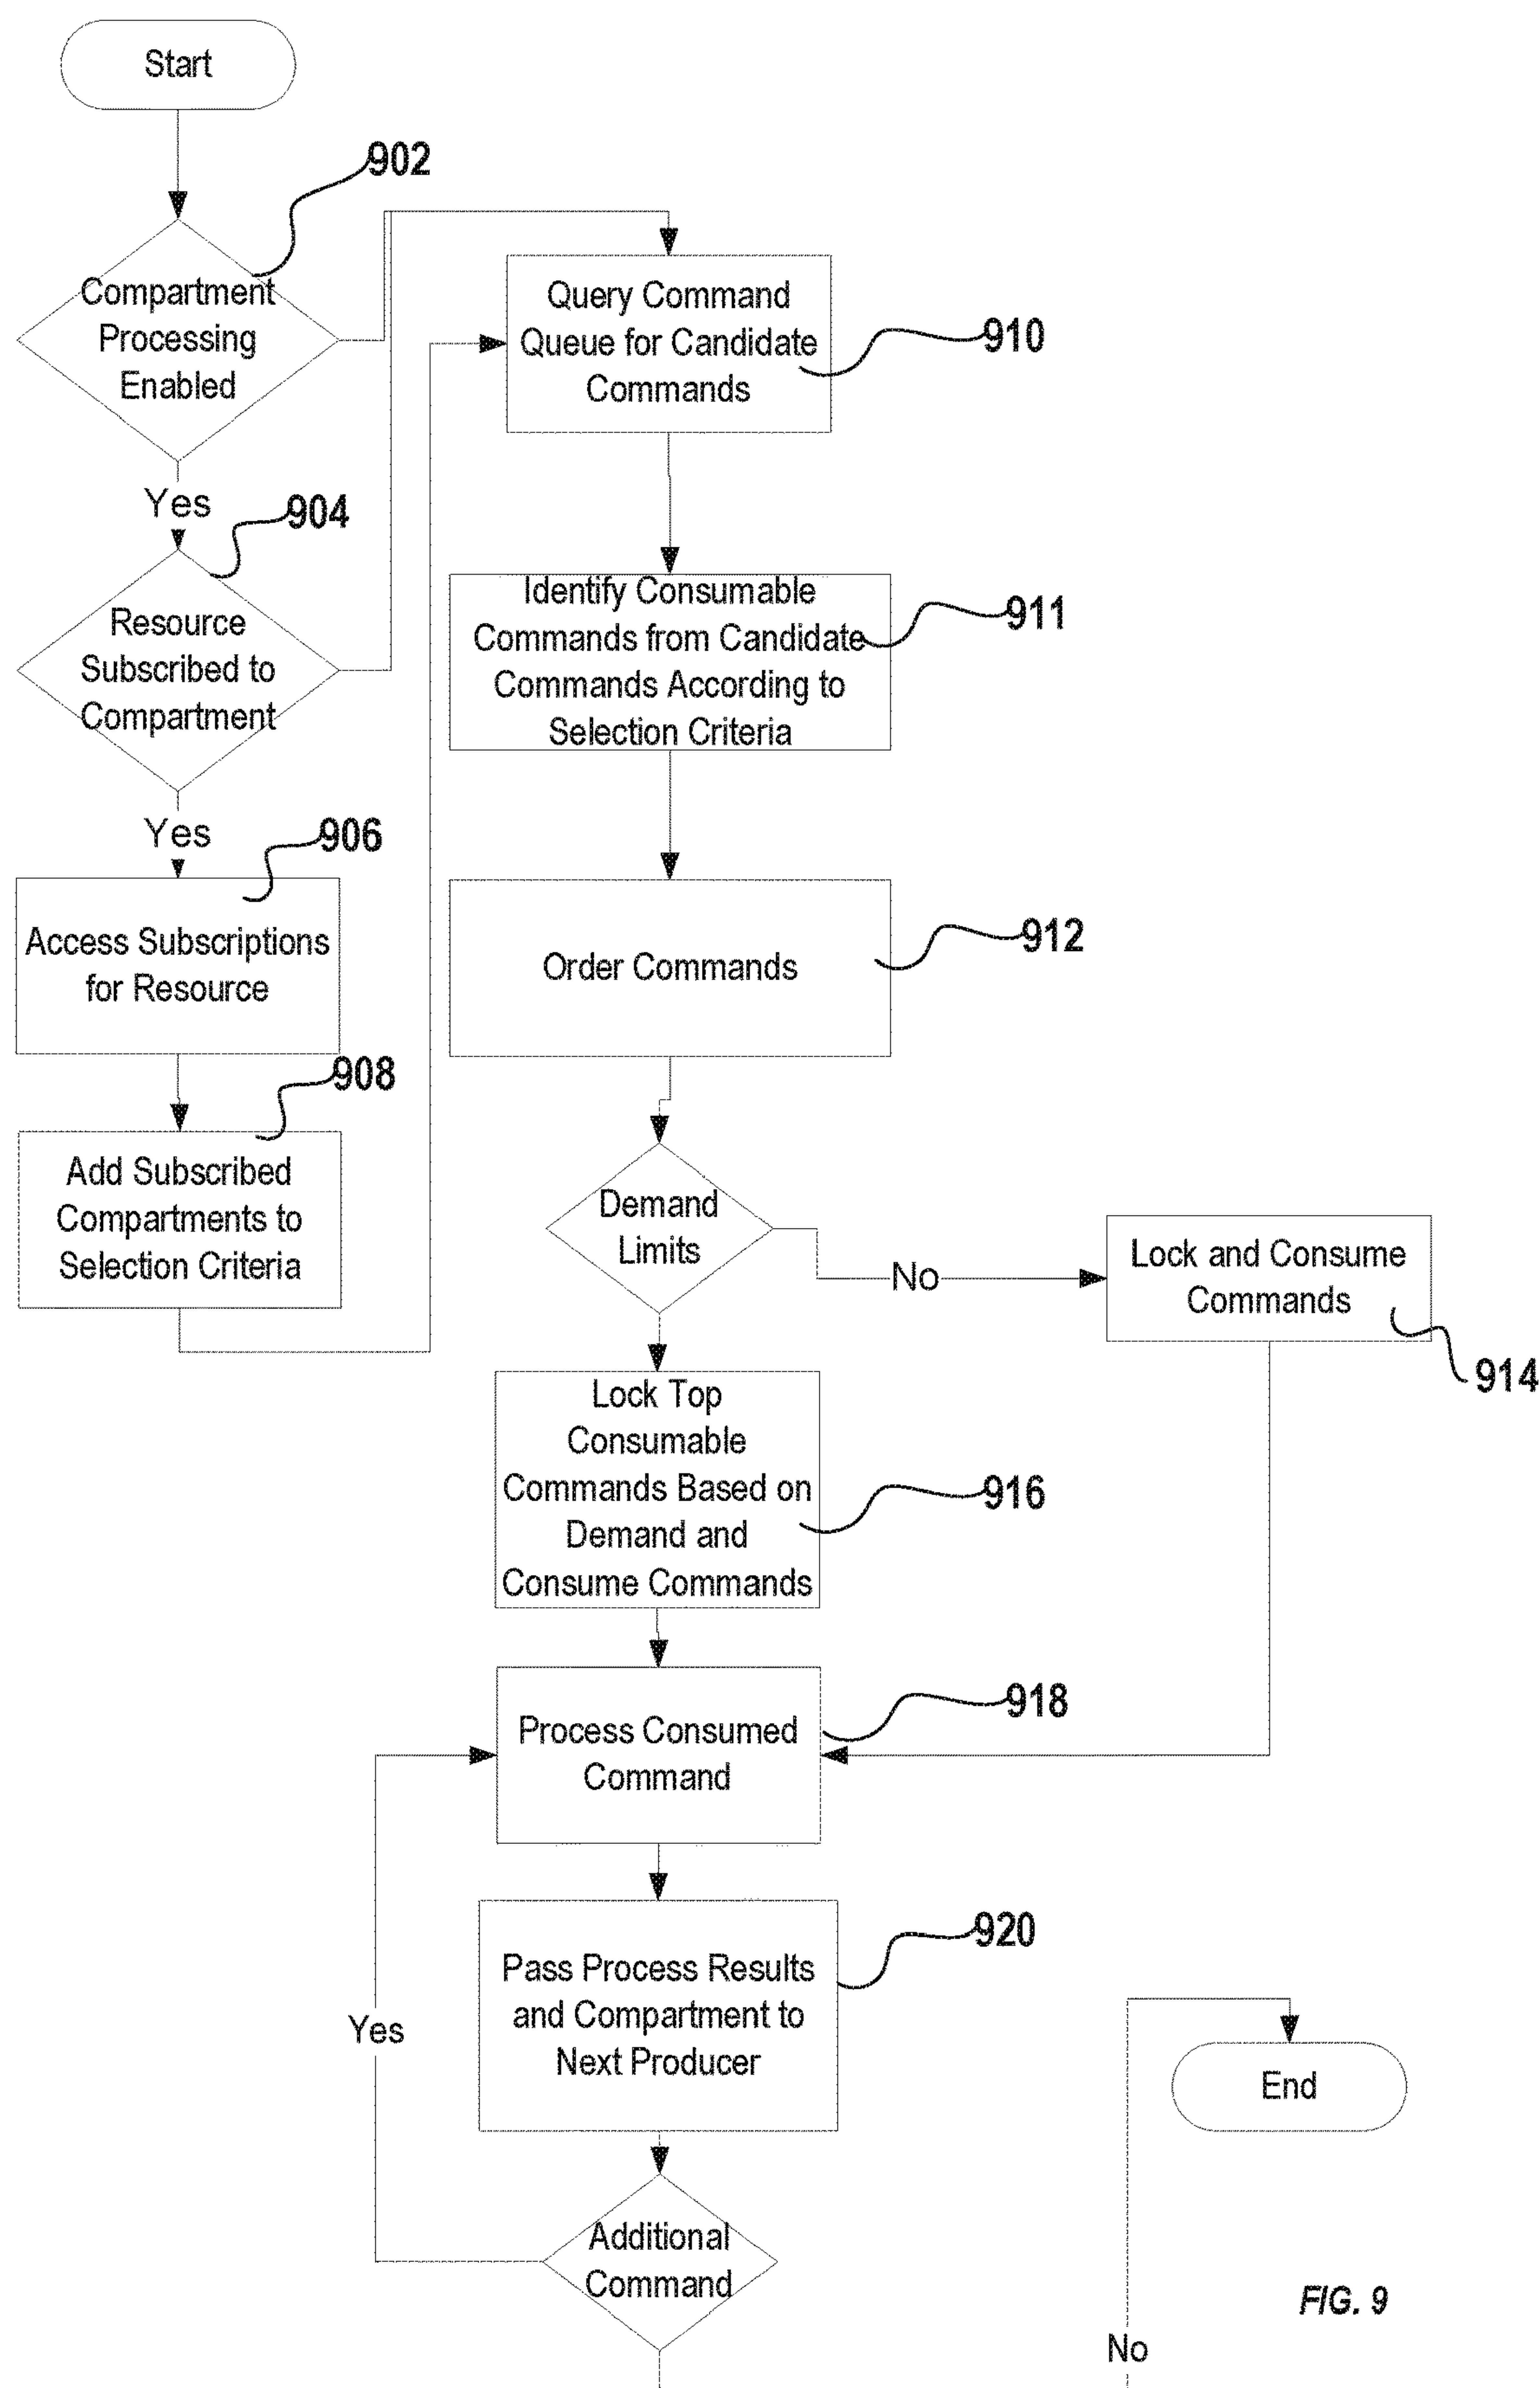 Start
902
Compartment
Processing
Enabled
Yes
904
Resource
Subscribed to
Compartment
Yes
906
Access Subscriptions
for Resource
908
Add Subscribed
Compartments to
Selection Criteria
Query Command
Queue for Candidate
Commands
910
Identify Consumable
Commands from Candidate
Commands According to
Selection Criteria
911
Order Commands
912
Demand
Limits
No
Lock and Consume
Commands
914
Lock Top
Consumable
Commands Based on
Demand and
Consume Commands
916
Process Consumed
Command
918
Pass Process Results
and Compartment to
Next Producer
920
Yes
Additional
Command
No
End
FIG. 9